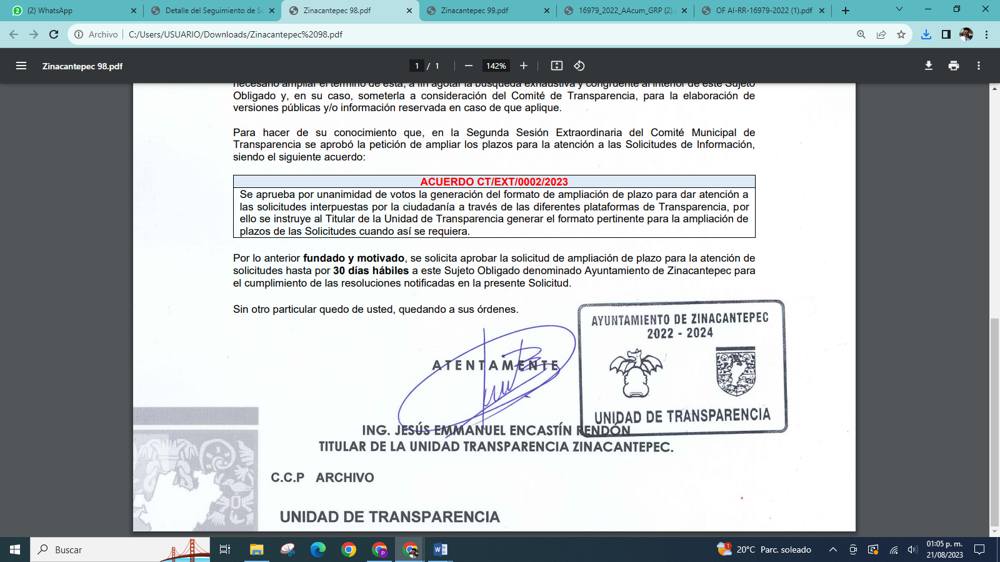 (2) WhatsApp
Detalle del Seguimiento de S
Zinacantepec 98.pdf
Zinacantepec 99.pdf
16979_2022_AAcum_GRP (2).p
OF AI-RR-16979-2022 (1).pdf
Archivo
C:/Users/USUARIO/Downloads/Zinacantepec%2098.pdf
Zinacantepec 98.pdf
1 / 1
142%
necesario ampliar el término de esta, a fin agotar la búsqueda exhaustiva y congruente al interior de este Sujeto
Obligado y, en su caso, someterla a consideración del Comité de Transparencia, para la elaboración de
versiones públicas y/o información reservada en caso de que aplique.
Para hacer de su conocimiento que, en la Segunda Sesión Extraordinaria del Comité Municipal de
Transparencia se aprobó la petición de ampliar los plazos para la atención a las Solicitudes de Información,
siendo el siguiente acuerdo:
ACUERDO CT/EXT/0002/2023
Se aprueba por unanimidad de votos la generación del formato de ampliación de plazo para dar atención a
las solicitudes interpuestas por la ciudadanía a través de las diferentes plataformas de Transparencia, por
ello se instruye al Titular de la Unidad de Transparencia generar el formato pertinente para la ampliación de
plazos de las Solicitudes cuando así se requiera.
Por lo anterior fundado y motivado, se solicita aprobar la solicitud de ampliación de plazo para la atención de
solicitudes hasta por 30 días hábiles a este Sujeto Obligado denominado Ayuntamiento de Zinacantepec para
el cumplimiento de las resoluciones notificadas en la presente Solicitud.
Sin otro particular quedo de usted, quedando a sus órdenes.
AYUNTAMIENTO DE ZINACANTEPEC
2022 - 2024
UNIDAD DE TRANSPARENCIA
ATENTAMENTE
ING. JESÚS EMMANUEL ENCASTÍN RENDÓN
TITULAR DE LA UNIDAD TRANSPARENCIA ZINACANTEPEC.
C.C.P ARCHIVO
UNIDAD DE TRANSPARENCIA
Buscar
1
20°C Parc. soleado
01:05 p. m.
21/08/2023